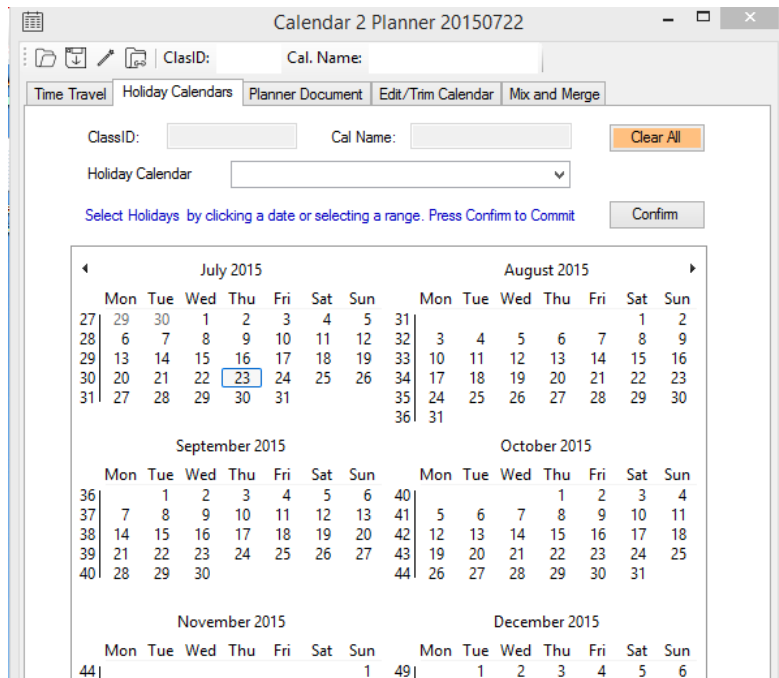 Calendar 2 Planner 20150722
ClasID: Cal. Name:
Time Travel Holiday Calendars Planner Document Edit/Trim Calendar Mix and Merge
ClassID: Cal Name: Clear All
Holiday Calendar
Select Holidays by clicking a date or selecting a range. Press Confirm to Commit Confirm
July 2015 August 2015
Mon Tue Wed Thu Fri Sat Sun Mon Tue Wed Thu Fri Sat Sun
27 29 30 1 2 3 4 5 31 1 2
28 6 7 8 9 10 11 12 32 3 4 5 6 7 8 9
29 13 14 15 16 17 18 19 33 10 11 12 13 14 15 16
30 20 21 22 23 24 25 26 34 17 18 19 20 21 22 23
31 27 28 29 30 31 35 24 25 26 27 28 29 30
36 31
September 2015 October 2015
Mon Tue Wed Thu Fri Sat Sun Mon Tue Wed Thu Fri Sat Sun
36 1 2 3 4 5 6 40 1 2 3 4
37 7 8 9 10 11 12 13 41 5 6 7 8 9 10 11
38 14 15 16 17 18 19 20 42 12 13 14 15 16 17 18
39 21 22 23 24 25 26 27 43 19 20 21 22 23 24 25
40 28 29 30 44 26 27 28 29 30 31
November 2015 December 2015
Mon Tue Wed Thu Fri Sat Sun Mon Tue Wed Thu Fri Sat Sun
44 1 49 1 2 3 4 5 6